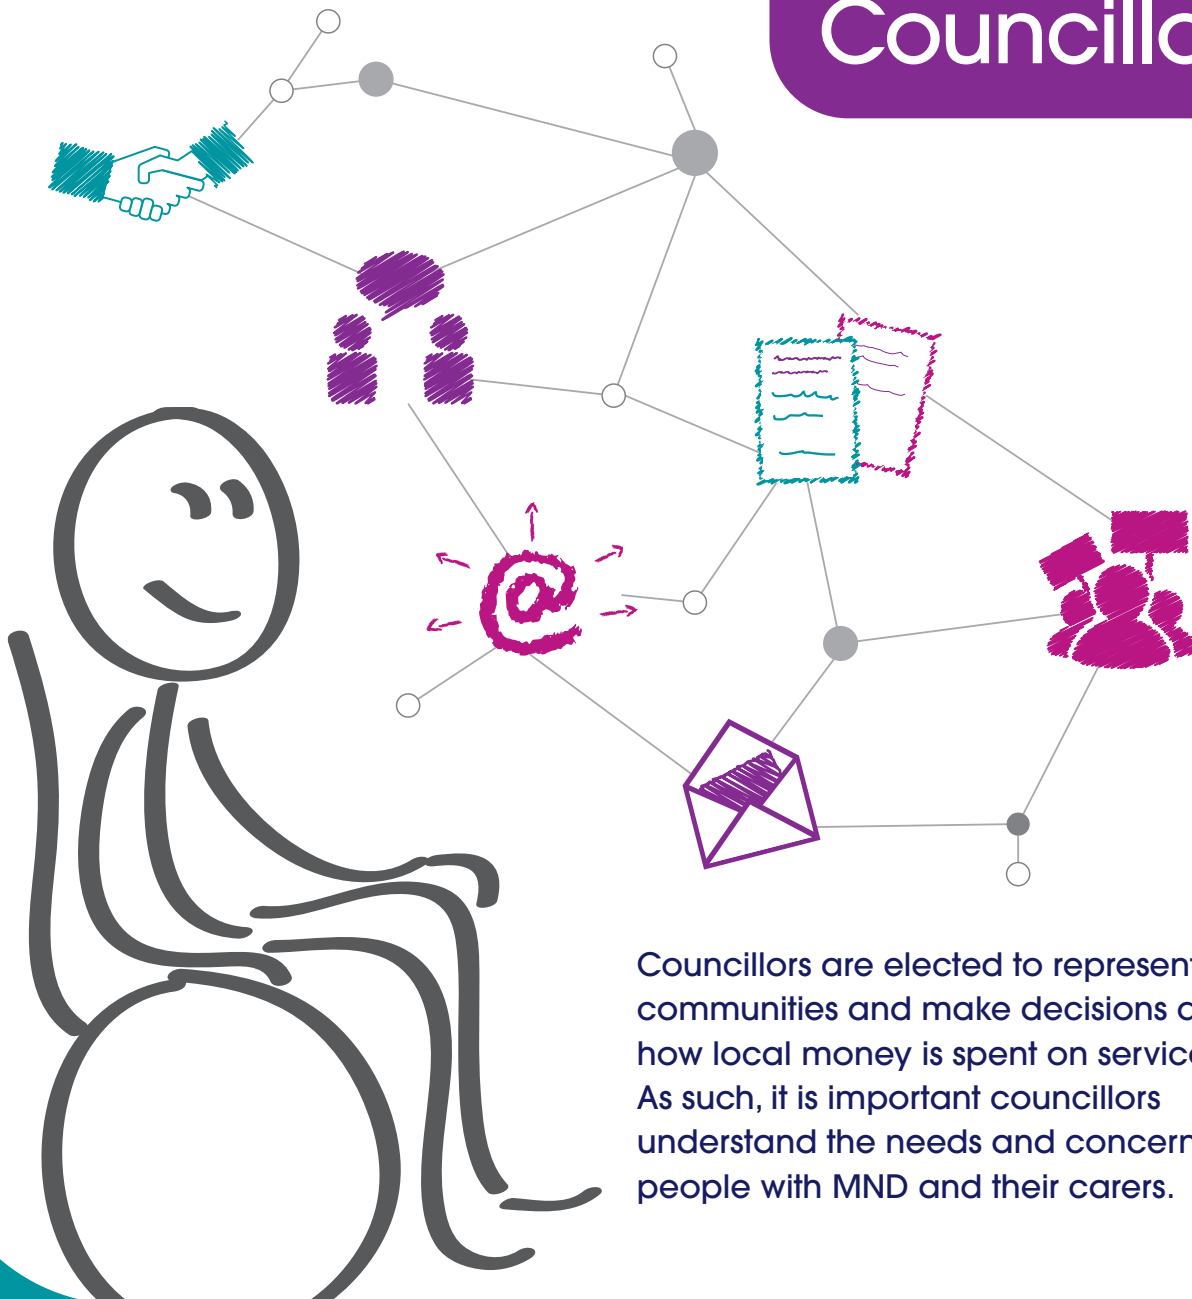 Councillo
Councillors are elected to represent
communities and make decisions o
how local money is spent on service
As such, it is important councillors
understand the needs and concern
people with MND and their carers.